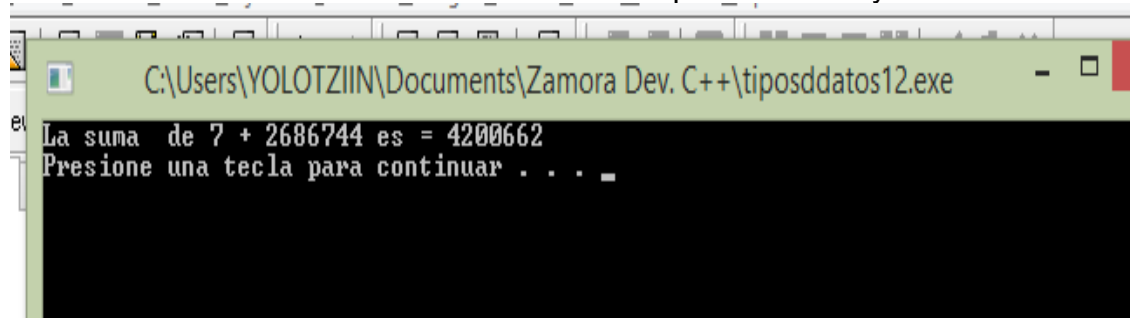 C:\Users\YOLOTZIIN\Documents\Zamora Dev. C++\tiposddatos12.exe
La suma  de 7 + 2686744 es = 4200662
Presione una tecla para continuar . . . _